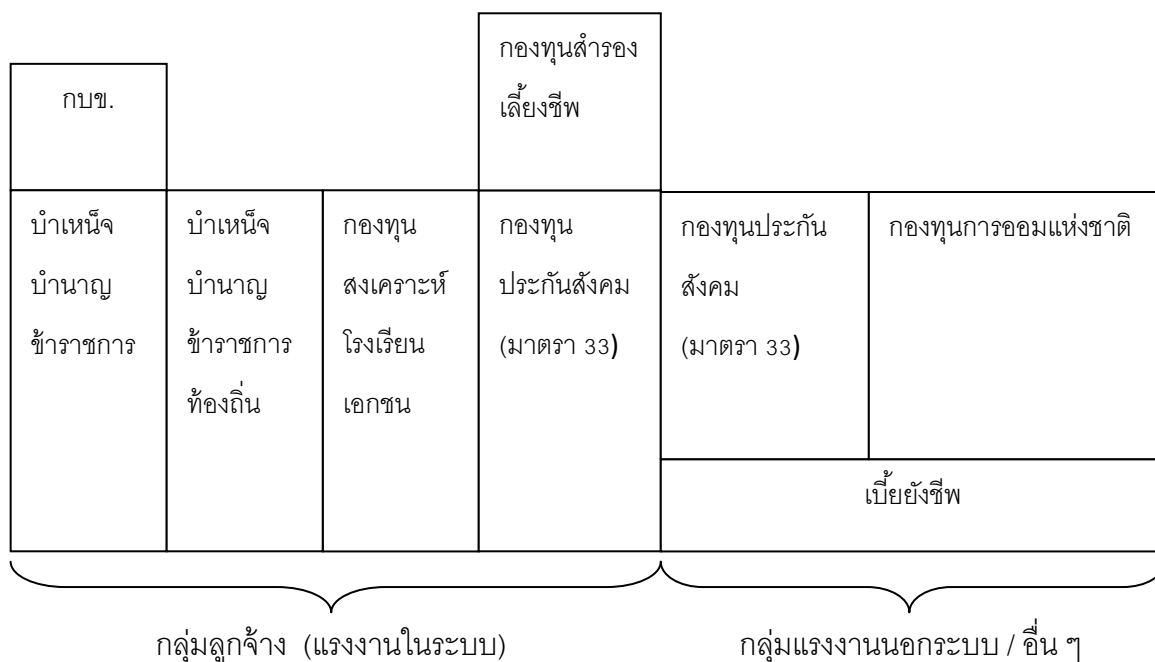 กบข.
กองทุนสำรอง
เลี้ยงชีพ
บำเหน็จ
บำนาญ
ข้าราชการ
บำเหน็จ
บำนาญ
ข้าราชการ
ท้องถิ่น
กองทุน
สงเคราะห์
โรงเรียน
เอกชน
กองทุน
ประกันสังคม
(มาตรา 33)
กองทุนประกัน
สังคม
(มาตรา 33)
กองทุนการออมแห่งชาติ
เบี้ยยังชีพ
กลุ่มลูกจ้าง (แรงงานในระบบ)
กลุ่มแรงงานนอกระบบ / อื่น ๆ